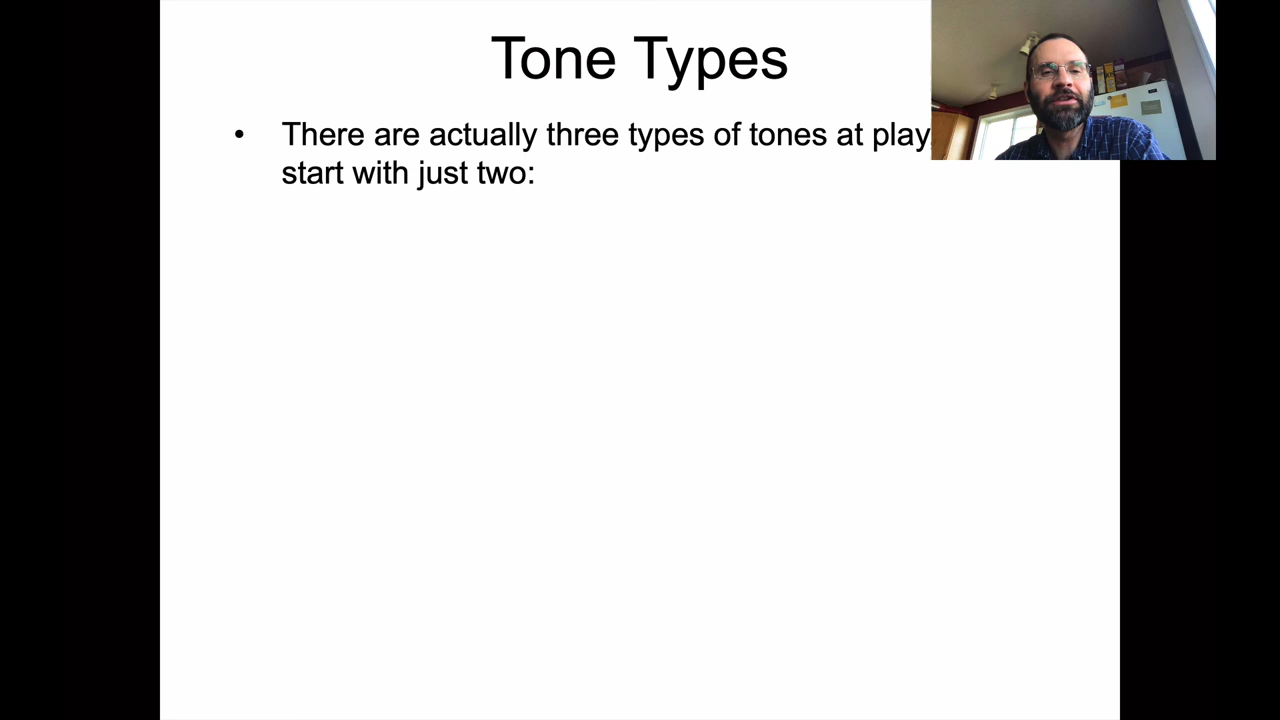 Tone Types
• There are actually three types of tones at play
start with just two: